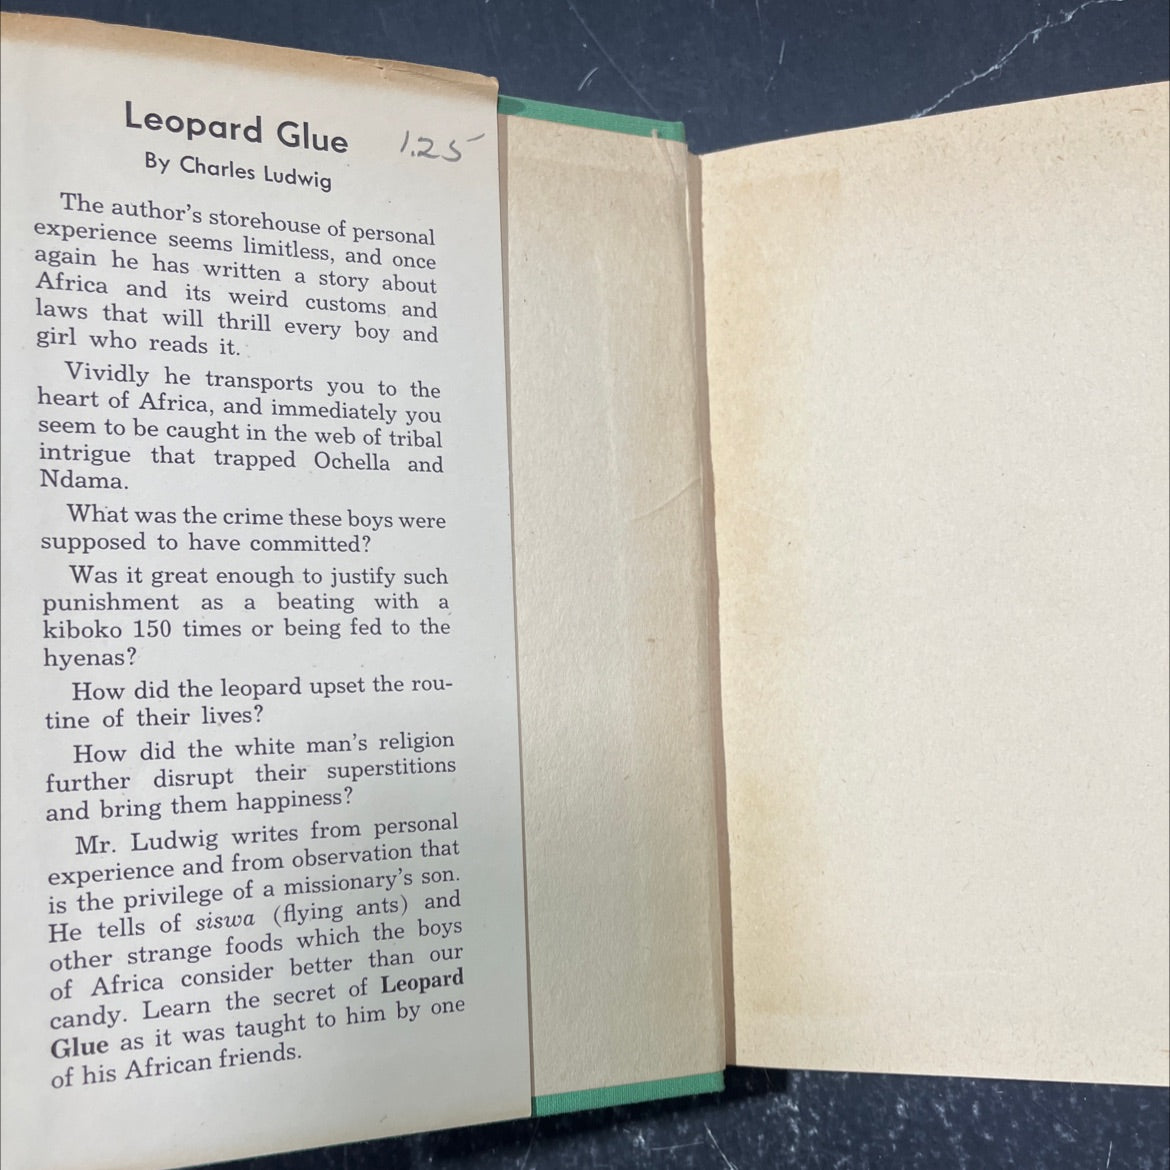 Leopard Glue
1.25
By Charles Ludwig
The author's storehouse of personal
experience seems limitless, and once
again he has written a story about
Africa and its weird customs and
laws that will thrill every boy and
girl who reads it.
Vividly he transports you to the
heart of Africa, and immediately you
seem to be caught in the web of tribal
intrigue that trapped Ochella and
Ndama.
What was the crime these boys were
supposed to have committed?
Was it great enough to justify such
punishment as a beating with a
kiboko 150 times or being fed to the
hyenas?
How did the leopard upset the rou-
tine of their lives?
How did the white man's religion
further disrupt their superstitions
and bring them happiness?
Mr. Ludwig writes from personal
experience and from observation that
is the privilege of a missionary's son.
He tells of siswa (flying ants) and
other strange foods which the boys
of Africa consider better than our
candy. Learn the secret of Leopard
Glue as it was taught to him by one
of his African friends.